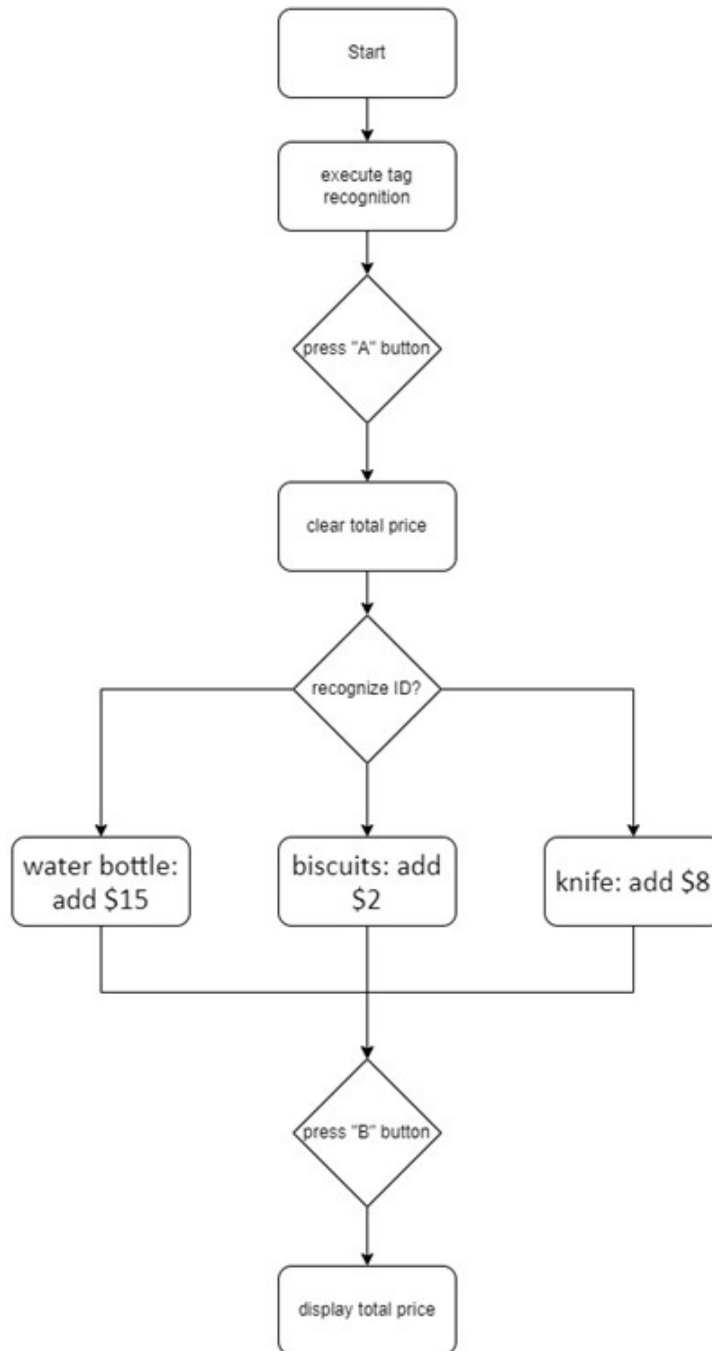 Start
execute tag
recognition
press "A" button
clear total price
recognize ID?
water bottle:
add $15
biscuits: add
$2
knife: add $8
press "B" button
display total price